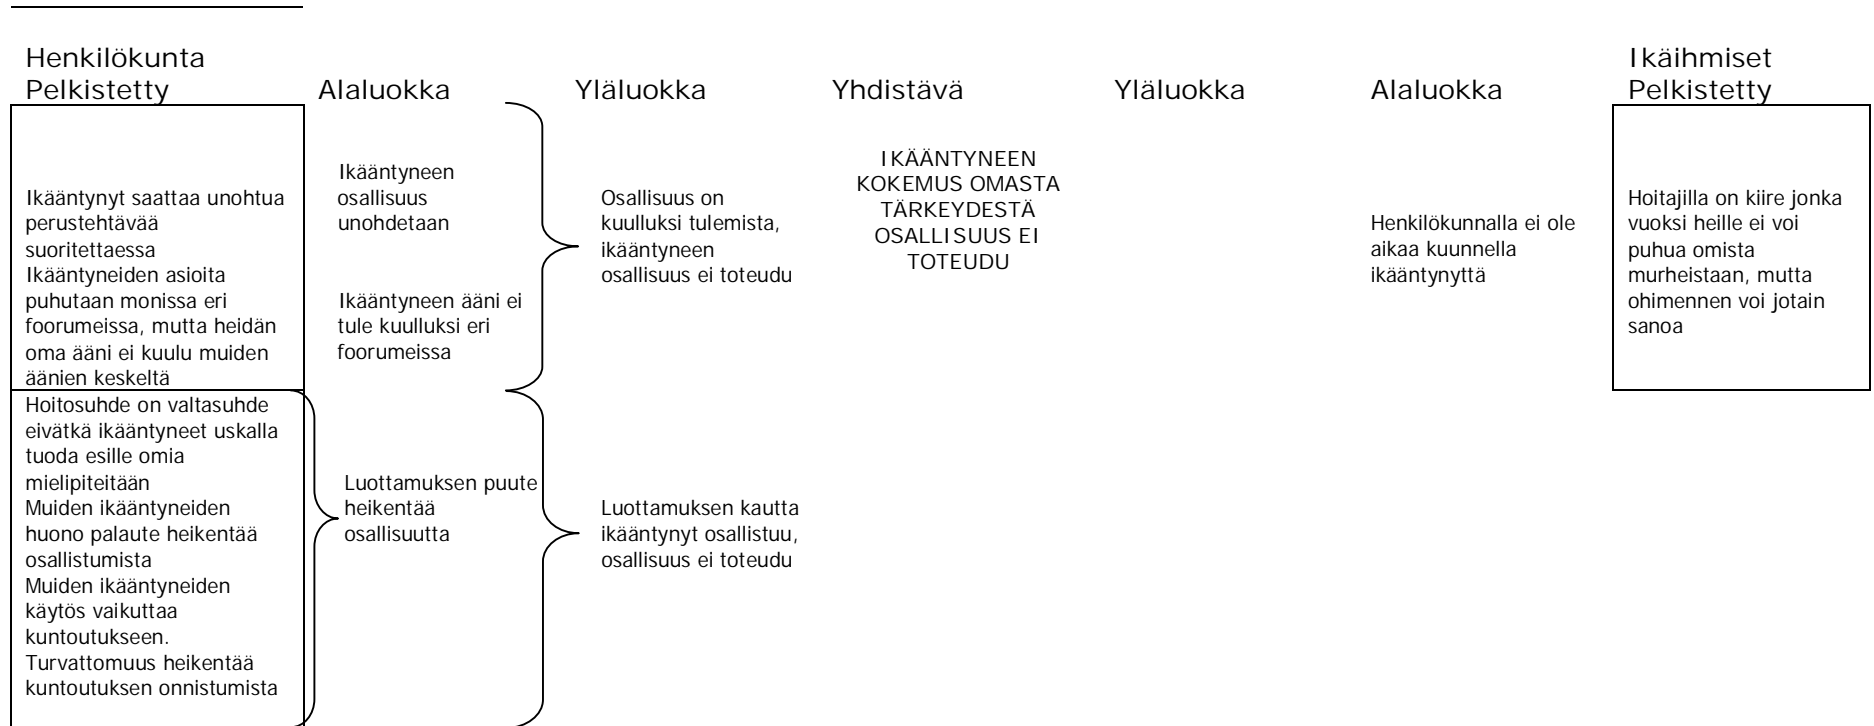 Henkilökunta
Pelkistetty
Alaluokka
Yläluokka
Yhdistävä
Yläluokka
Alaluokka
Ikäihmiset
Pelkistetty
Ikääntynyt saattaa unohtua
perustehtävää
suoritettaessa
Ikääntyneiden asioita
puhutaan monissa eri
foorumeissa, mutta heidän
oma ääni ei kuulu muiden
äänien keskeltä
Ikääntyneen
osallisuus
unohdetaan
Ikääntyneen ääni ei
tule kuulluksi eri
foorumeissa
Osallisuus on
kuulluksi tulemista,
ikääntyneen
osallisuus ei toteudu
IKÄÄNTYNEEN
KOKEMUS OMASTA
TÄRKEYDESTÄ
OSALLISUUS EI
TOTEUDU
Henkilökunnalla ei ole
aikaa kuunnella
ikääntynyttä
Hoitajilla on kiire jonka
vuoksi heille ei voi
puhua omista
murheistaan, mutta
ohimennen voi jotain
sanoa
Hoitosuhde on valtasuhde
eivätkä ikääntyneet uskalla
tuoda esille omia
mielipiteitään
Muiden ikääntyneiden
huono palaute heikentää
osallistumista
Muiden ikääntyneiden
käytös vaikuttaa
kuntoutukseen.
Turvattomuus heikentää
kuntoutuksen onnistumista
Luottamuksen puute
heikentää
osallisuutta
Luottamuksen kautta
ikääntynyt osallistuu,
osallisuus ei toteudu